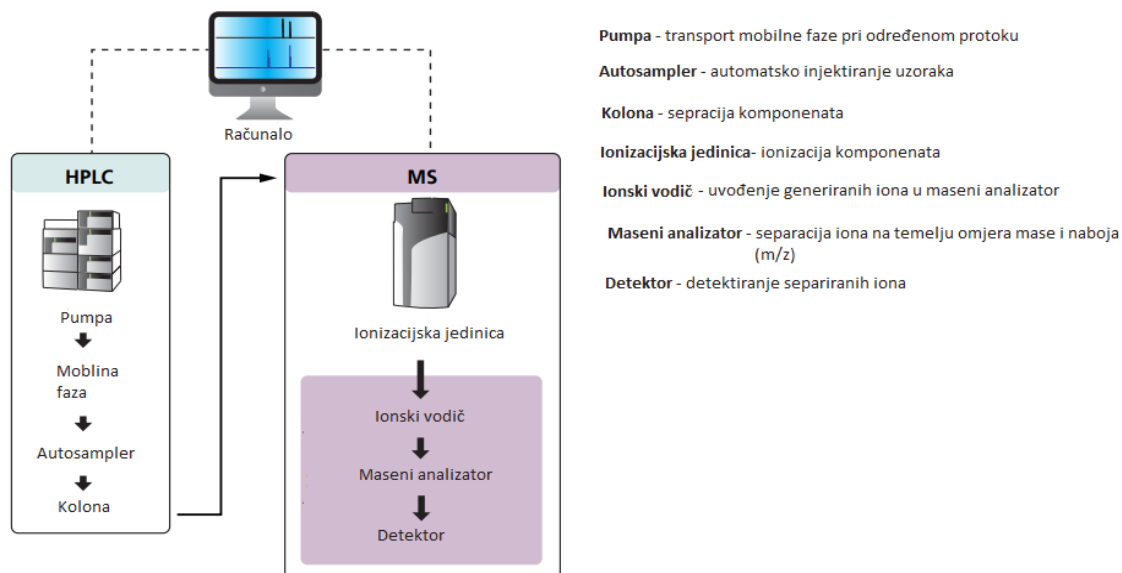 Računalo
HPLC
Pumpa
Moblina
faza
Autosampler
Kolona
MS
Ionizacijska jedinica
Ionski vodič
Maseni analizator
Detektor
Pumpa - transport mobilne faze pri određenom protoku
Autosampler - automatsko injektiranje uzoraka
Kolona - sepracija komponenata
Ionizacijska jedinica- ionizacija komponenata
Ionski vodič - uvođenje generiranih iona u maseni analizator
Maseni analizator - separacija iona na temelju omjera mase i naboja
(m/z)
Detektor - detektiranje separiranih iona